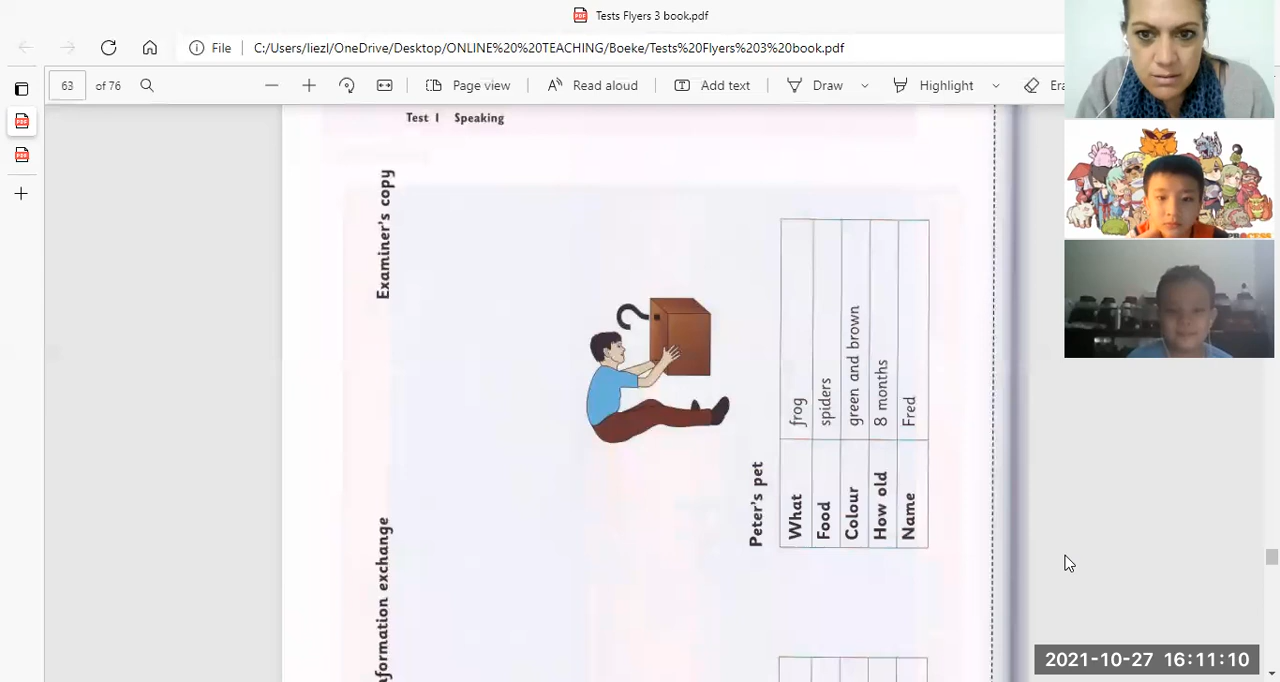 Tests Flyers 3 book.pdf
File
C:/Users/liezl/OneDrive/Desktop/ONLINE%20%20TEACHING/Boeke/Tests%20Flyers%203%20book.pdf
63 of 76
Page view
Read aloud
Add text
Draw
Highlight
Era
Test 1 Speaking
Examiner's copy
nformation exchange
?
Peter's pet
What frog
Food spiders
Colour green and brown
How old 8 months
Name Fred
2021-10-27 16:11:10